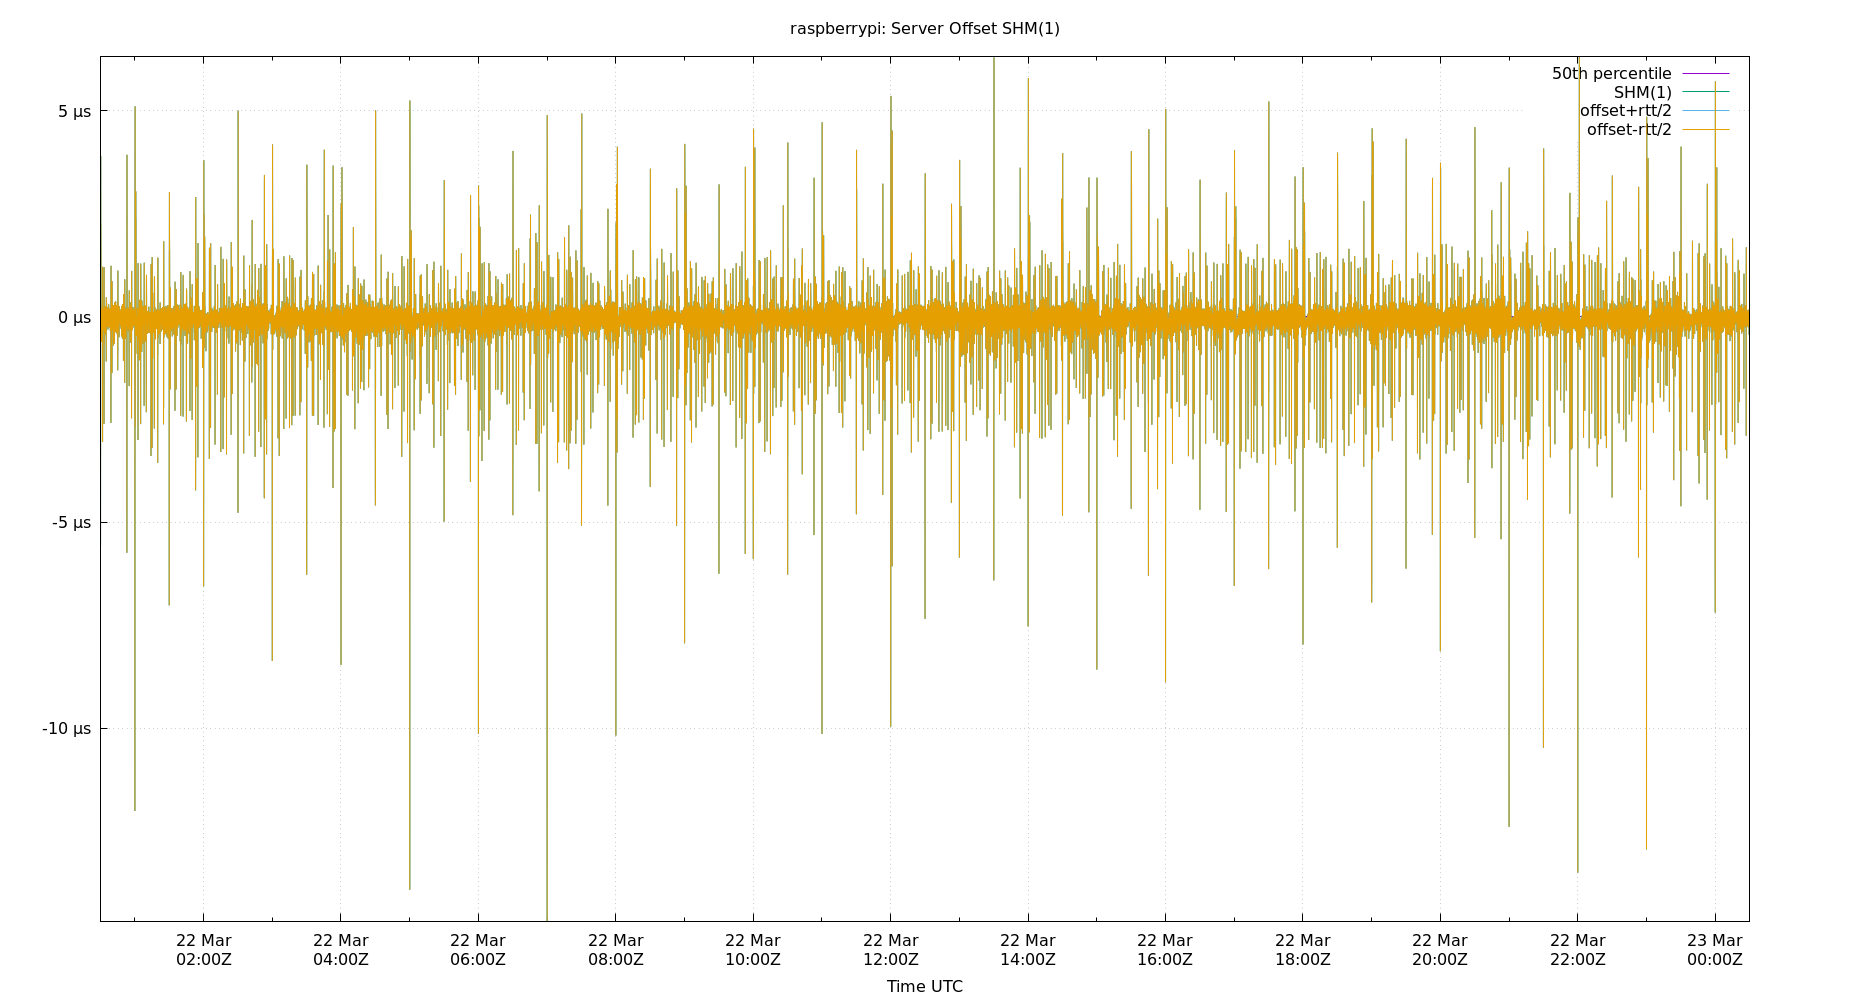 raspberrypi: Server Offset SHM(1)
50th percentile
SHM(1)
offset+rtt/2
offset-rtt/2
5 µs
0 µs
-5 µs
-10 µs
22 Mar 22 Mar 22 Mar 22 Mar 22 Mar 22 Mar 22 Mar 22 Mar 22 Mar 22 Mar 22 Mar 23 Mar
02:00Z 04:00Z 06:00Z 08:00Z 10:00Z 12:00Z 14:00Z 16:00Z 18:00Z 20:00Z 22:00Z 00:00Z
Time UTC